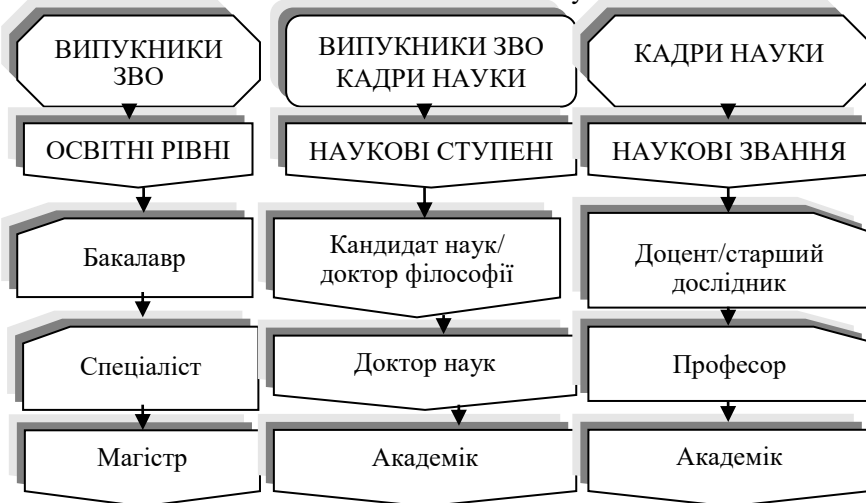 ВИПУКНИКИ
ЗВО
ВИПУКНИКИ ЗВО
КАДРИ НАУКИ
КАДРИ НАУКИ
ОСВІТНІ РІВНІ
НАУКОВІ СТУПЕНІ
НАУКОВІ ЗВАННЯ
Бакалавр
Кандидат наук/
доктор філософії
Доцент/старший
дослідник
Спеціаліст
Доктор наук
Професор
Магістр
Академік
Академік